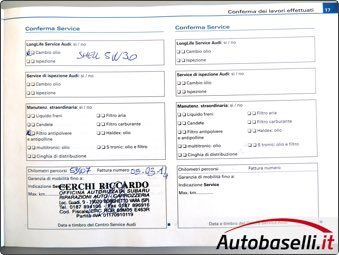 Conferma dei lavori effettuati 17
Conferma Service
LongLife Service Audi: sì / no
Cambio olio SHELL 5W/30
Ispezione
Service di ispezione Audi: sì / no
Cambio olio
Ispezione
Manutenz. straordinaria: sì / no
Liquido freni Filtro aria
Candele Filtro carburante
Filtro antipolvere e antipolline Haldex: olio
multitronic: olio S tronic: olio e filtro
Cinghia di distribuzione
Chilometri percorsi Fattura numero
Garanzia di mobilità fino a:
Indicazione Service
Max. km
CERCHI RICCARDO
OFFICINA AUTORIZZATA SUBARU
RIPARAZIONI AUTO - CARROZZERIA
Data e timbro del Centro Service Audi
Conferma Service
LongLife Service Audi: sì / no
Cambio olio
Ispezione
Service di ispezione Audi: sì / no
Cambio olio
Ispezione
Manutenz. straordinaria: sì / no
Liquido freni Filtro aria
Candele Filtro carburante
Filtro antipolvere e antipolline Haldex: olio
multitronic: olio S tronic: olio e filtro
Cinghia di distribuzione
Chilometri percorsi Fattura numero
Garanzia di mobilità fino a:
Indicazione Service
Max. km
Data e timbro del
Autobaselli.it